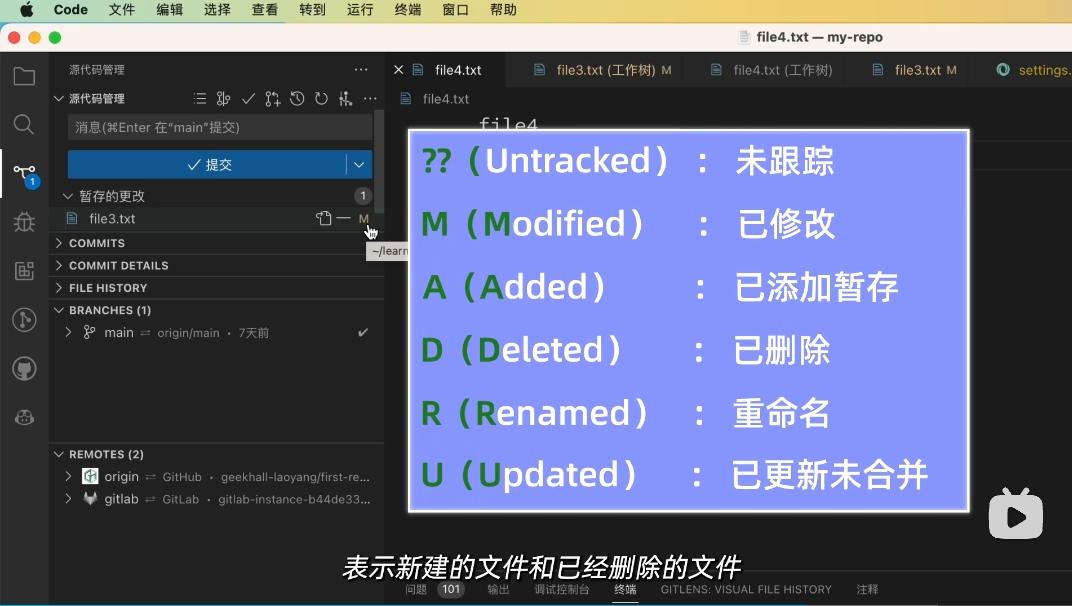 Code 文件 编辑 选择 查看 转到 运行 终端 窗口 帮助
file4.txt — my-repo
源代码管理
file4.txt file3.txt (工作树) M file4.txt (工作树) file3.txt M settings.
源代码管理
file4.txt
消息(⌘Enter 在“main”提交)
file4
提交
暂存的更改 1
file3.txt M
~/learn
COMMITS
COMMIT DETAILS
FILE HISTORY
BRANCHES (1)
main ⇌ origin/main • 7天前 ✓
REMOTES (2)
origin ⇌ GitHub • geekhall-laoyang/first-re...
gitlab ⇌ GitLab • gitlab-instance-b44de33...
1
?? (Untracked) : 未跟踪
M (Modified) : 已修改
A (Added) : 已添加暂存
D (Deleted) : 已删除
R (Renamed) : 重命名
U (Updated) : 已更新未合并
表示新建的文件和已经删除的文件
问题 101 输出 调试控制台 终端 GITLENS: VISUAL FILE HISTORY 注释